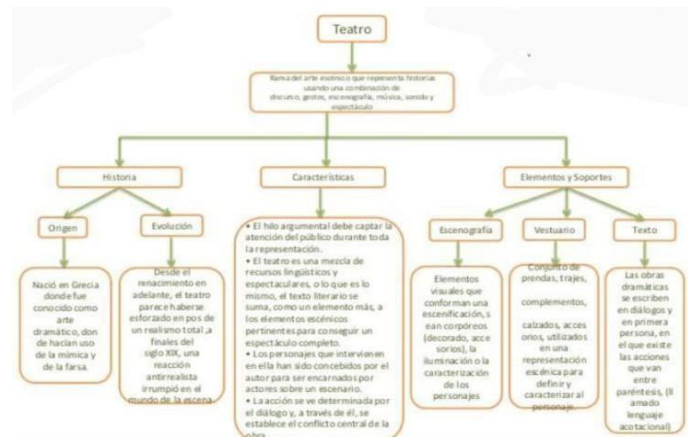 Teatro
Rama del arte escénico que representa historias
usando una combinación de
discurso, gestos, escenografía, música, sonido y
espectáculo
Historia
Características
Elementos y Soportes
Origen
Evolución
Nació en Grecia
donde fue
conocido como
arte
dramático, don
de hacían uso
de la mímica y
de la farsa.
Desde el
renacimiento en
adelante, el teatro
parece haberse
esforzado en pos de
un realismo total ,a
finales del
siglo XIX, una
reacción
antirrealista
irrumpió en el
mundo de la escena.
• El hilo argumental debe captar la
atención del público durante toda
la representación.
• El teatro es una mezcla de
recursos lingüísticos y
espectaculares, o lo que es lo
mismo, el texto literario se
suma, como un elemento más, a
los elementos escénicos
pertinentes para conseguir un
espectáculo completo.
• Los personajes que intervienen
en ella han sido concebidos por el
autor para ser encarnados por
actores sobre un escenario.
• La acción se ve determinada por
el diálogo y, a través de él, se
establece el conflicto central de la
obra.
Escenografía
Vestuario
Texto
Elementos
visuales que
conforman una
escenificación, s
ean corpóreos
(decorado, acce
sorios), la
iluminación o la
caracterización
de los
personajes
Conjunto de
prendas, trajes,
complementos,
calzados, acces
orios, utilizados
en una
representación
escénica para
definir y
caracterizar al
personaje.
Las obras
dramáticas
se escriben
en diálogos y
en primera
persona, en
el que existe
las acciones
que van
entre
paréntesis, (ll
amado
lenguaje
acotacional)